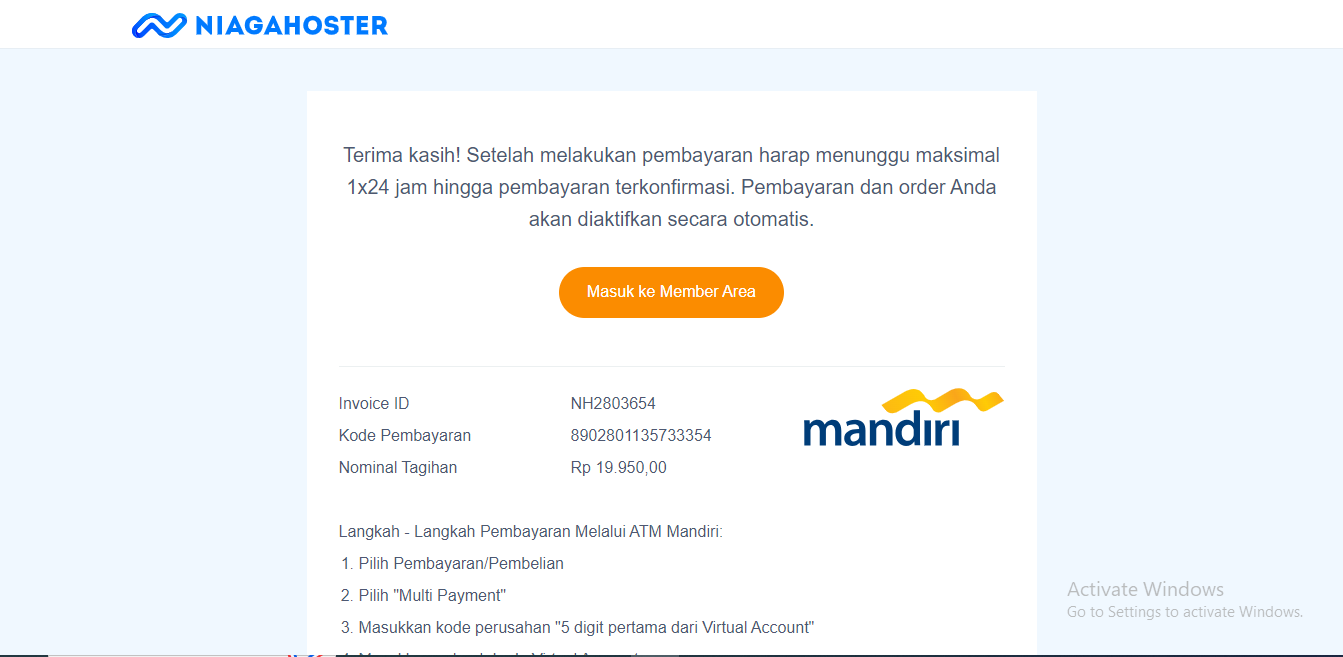 NIAGAHOSTER
Terima kasih! Setelah melakukan pembayaran harap menunggu maksimal
1x24 jam hingga pembayaran terkonfirmasi. Pembayaran dan order Anda
akan diaktifkan secara otomatis.
Masuk ke Member Area
Invoice ID NH2803654
Kode Pembayaran 8902801135733354
Nominal Tagihan Rp 19.950,00
mandiri
Langkah - Langkah Pembayaran Melalui ATM Mandiri:
1. Pilih Pembayaran/Pembelian
2. Pilih "Multi Payment"
3. Masukkan kode perusahan "5 digit pertama dari Virtual Account"
Activate Windows
Go to Settings to activate Windows.